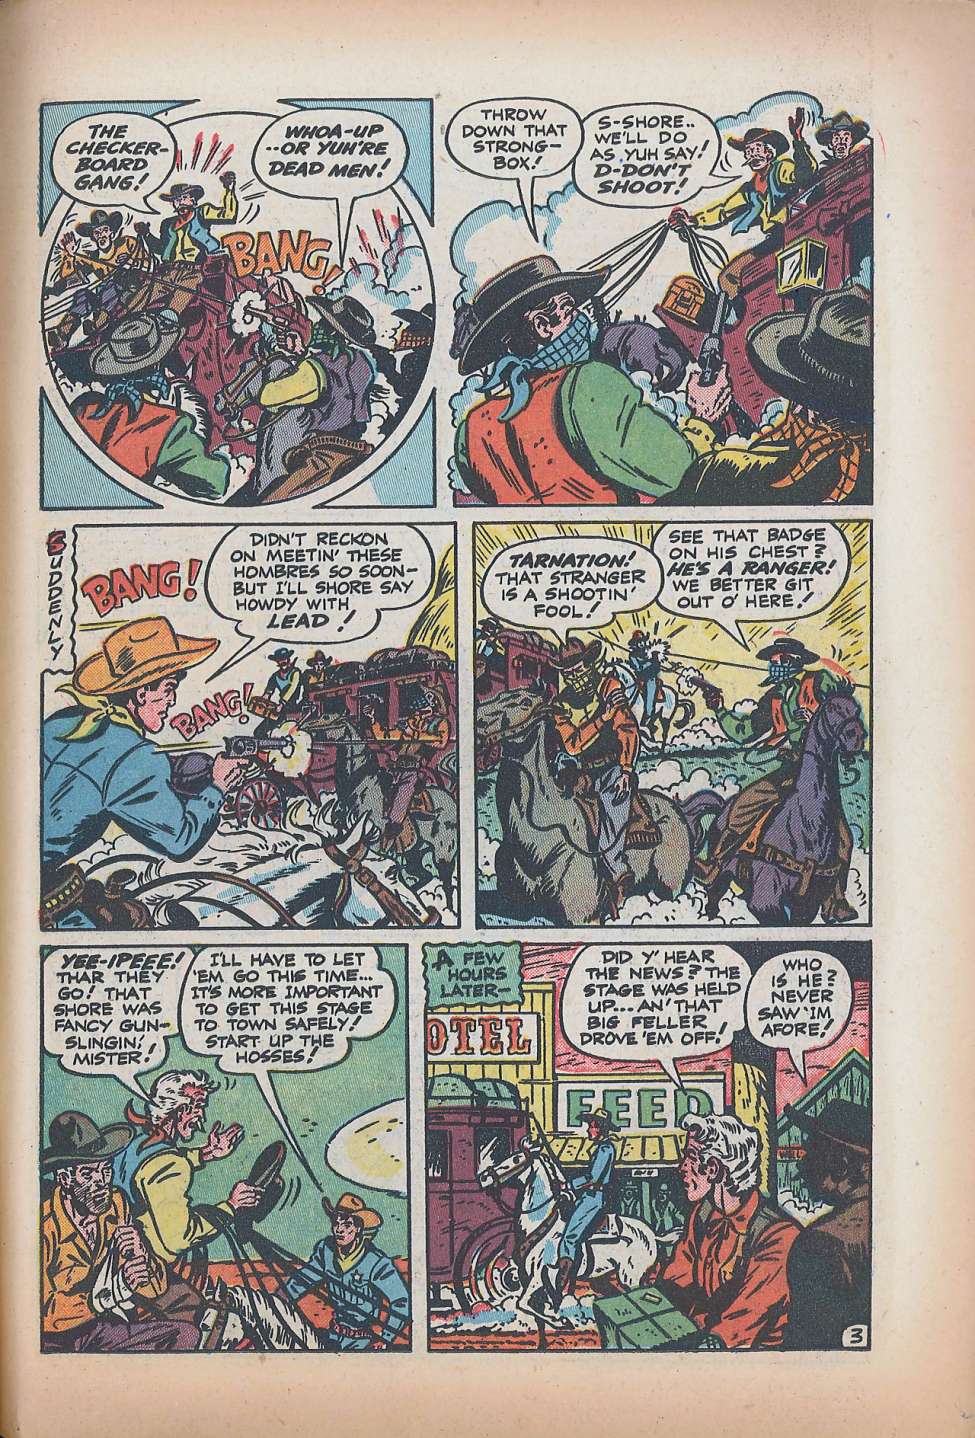 THE
CHECKER-
BOARD
GANG!
WHOA-UP
..OR YUH'RE
DEAD MEN!
BANG!
THROW
DOWN THAT
STRONG-
BOX!
S-SHORE..
WE'LL DO
AS YUH SAY!
D-DON'T
SHOOT!
SUDDENLY
BANG!
DIDN'T RECKON
ON MEETIN' THESE
HOMBRES SO SOON-
BUT I'LL SHORE SAY
HOWDY WITH
LEAD!
BANG!
TARNATION!
THAT STRANGER
IS A SHOOTIN'
FOOL!
SEE THAT BADGE
ON HIS CHEST?
HE'S A RANGER!
WE BETTER GIT
OUT O' HERE!
YEE-IPEEE!
THAR THEY
GO! THAT
SHORE WAS
FANCY GUN-
SLINGIN',
MISTER!
I'LL HAVE TO LET
'EM GO THIS TIME...
IT'S MORE IMPORTANT
TO GET THIS STAGE
TO TOWN SAFELY!
START UP THE
HOSSES!
A FEW
HOURS
LATER-
DID Y' HEAR
THE NEWS? THE
STAGE WAS HELD
UP... AN' THAT
BIG FELLER
DROVE 'EM OFF!
WHO
IS HE?
NEVER
SAW 'IM
AFORE!
OTEL
FEED
3